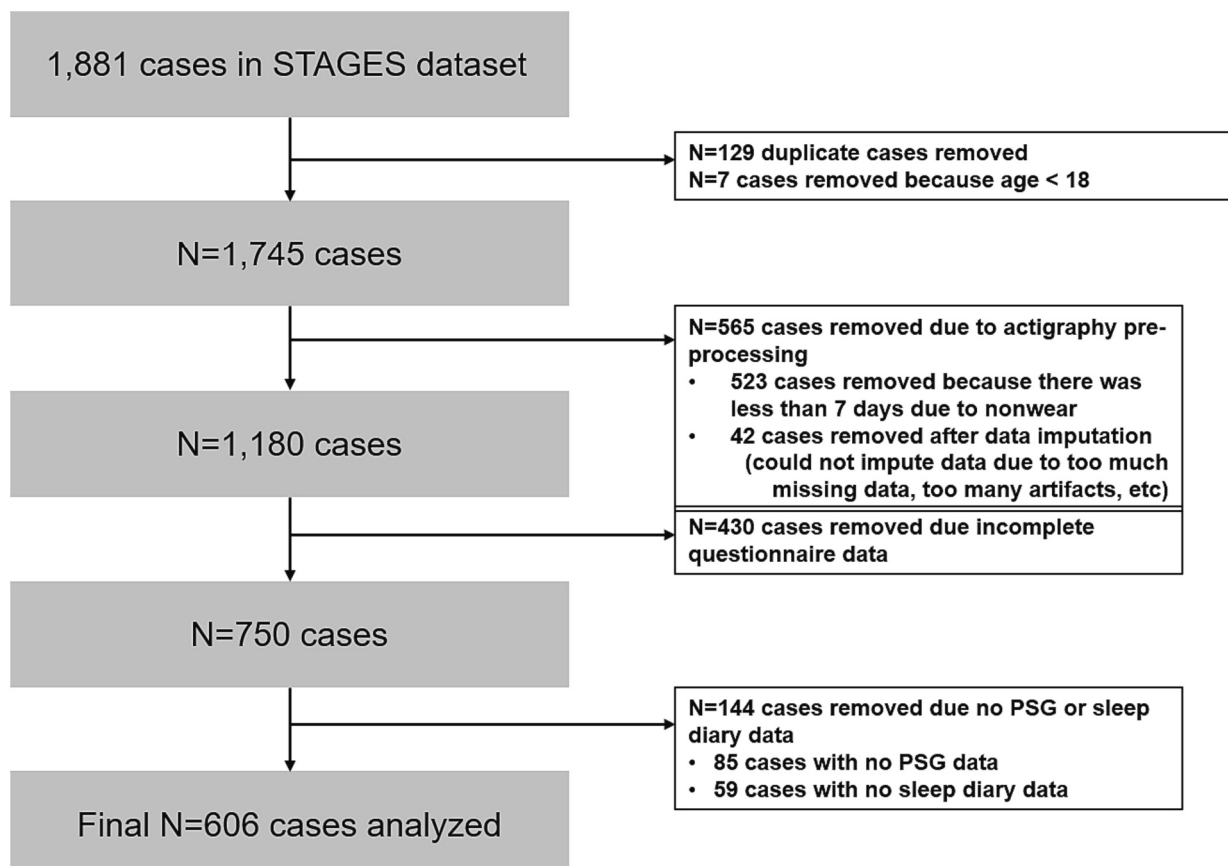 1,881 cases in STAGES dataset
N=129 duplicate cases removed
N=7 cases removed because age < 18
N=1,745 cases
N=565 cases removed due to actigraphy pre-
processing
• 523 cases removed because there was
less than 7 days due to nonwear
• 42 cases removed after data imputation
(could not impute data due to too much
missing data, too many artifacts, etc)
N=1,180 cases
N=430 cases removed due incomplete
questionnaire data
N=750 cases
N=144 cases removed due no PSG or sleep
diary data
• 85 cases with no PSG data
• 59 cases with no sleep diary data
Final N=606 cases analyzed